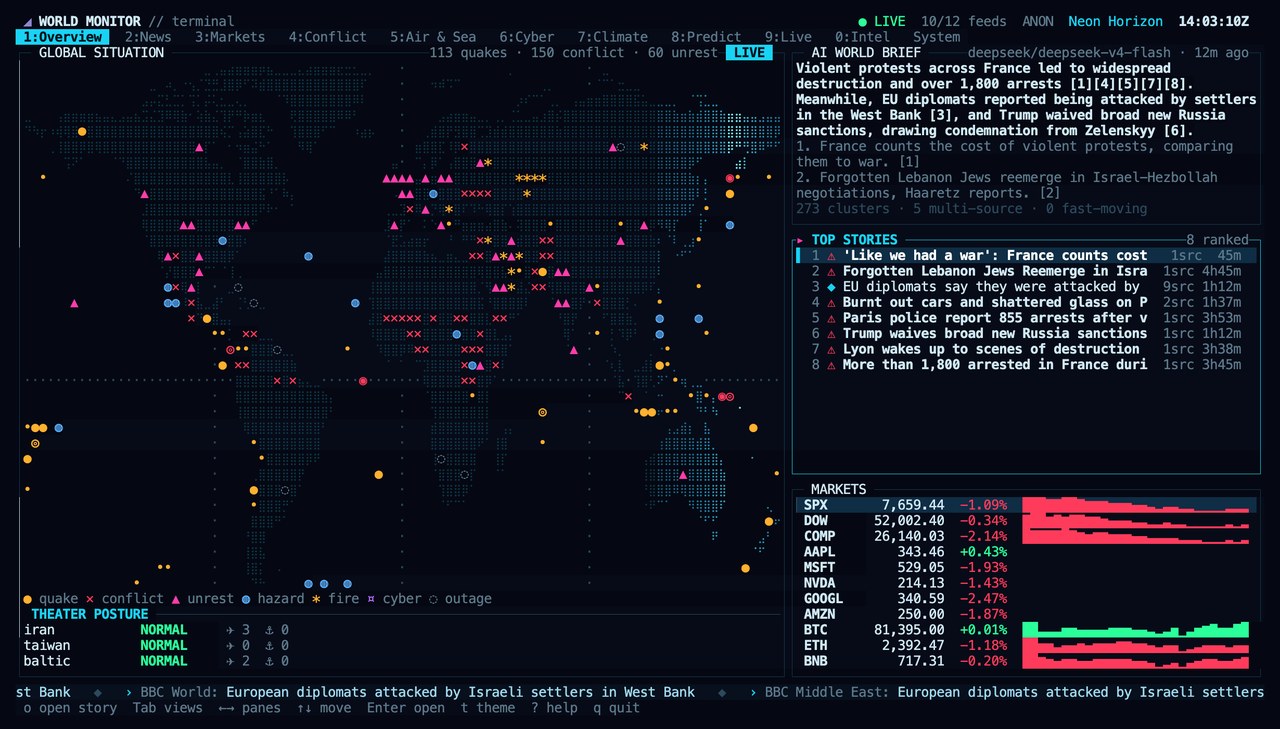 WORLD MONITOR // terminal ● LIVE 10/12 feeds ANON Neon Horizon 14:03:10Z
1:Overview 2:News 3:Markets 4:Conflict 5:Air & Sea 6:Cyber 7:Climate 8:Predict 9:Live 0:Intel System
GLOBAL SITUATION 113 quakes · 150 conflict · 60 unrest LIVE
● quake × conflict ▲ unrest ◉ hazard * fire ¤ cyber ◌ outage
THEATER POSTURE
iran NORMAL ✈ 3 ⚓ 0
taiwan NORMAL ✈ 0 ⚓ 0
baltic NORMAL ✈ 2 ⚓ 0
AI WORLD BRIEF deepseek/deepseek-v4-flash · 12m ago
Violent protests across France led to widespread
destruction and over 1,800 arrests [1][4][5][7][8].
Meanwhile, EU diplomats reported being attacked by settlers
in the West Bank [3], and Trump waived broad new Russia
sanctions, drawing condemnation from Zelenskyy [6].
1. France counts the cost of violent protests, comparing
them to war. [1]
2. Forgotten Lebanon Jews reemerge in Israel-Hezbollah
negotiations, Haaretz reports. [2]
273 clusters · 5 multi-source · 0 fast-moving
▸ TOP STORIES 8 ranked
1 ⚠ 'Like we had a war': France counts cost 1src 45m
2 ⚠ Forgotten Lebanon Jews Reemerge in Isra 1src 4h45m
3 ◆ EU diplomats say they were attacked by 9src 1h12m
4 ⚠ Burnt out cars and shattered glass on P 2src 1h37m
5 ⚠ Paris police report 855 arrests after v 1src 3h53m
6 ⚠ Trump waives broad new Russia sanctions 1src 1h12m
7 ⚠ Lyon wakes up to scenes of destruction 1src 3h38m
8 ⚠ More than 1,800 arrested in France duri 1src 3h45m
MARKETS
SPX 7,659.44 −1.09%
DOW 52,002.40 −0.34%
COMP 26,140.03 −2.14%
AAPL 343.46 +0.43%
MSFT 529.05 −1.93%
NVDA 214.13 −1.43%
GOOGL 340.59 −2.47%
AMZN 250.00 −1.87%
BTC 81,395.00 +0.01%
ETH 2,392.47 −1.18%
BNB 717.31 −0.20%
st Bank ◆ › BBC World: European diplomats attacked by Israeli settlers in West Bank ◆ › BBC Middle East: European diplomats attacked by Israeli settlers
o open story Tab views ←→ panes ↑↓ move Enter open t theme ? help q quit